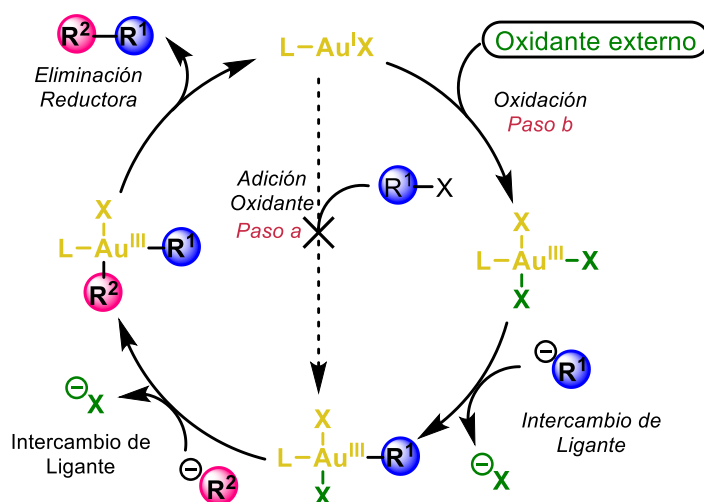 R²–R¹
Eliminación
Reductora
L–AuᴵX
Oxidante externo
Oxidación
Paso b
Adición
Oxidante
Paso a
R¹–X
X
L–Auᴵᴵᴵ–R¹
R²
X
L–Auᴵᴵᴵ–X
X
⊖
R¹
Intercambio de
Ligante
⊖
X
X
L–Auᴵᴵᴵ–R¹
X
⊖
X
Intercambio de
Ligante
⊖
R²